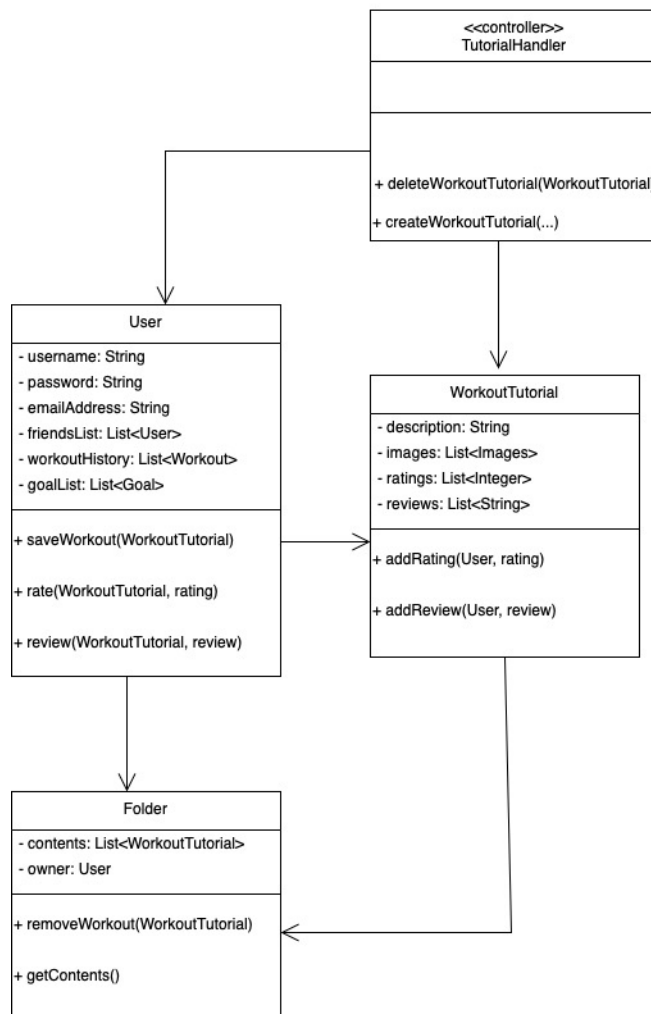 <<controller>>
TutorialHandler
+ deleteWorkoutTutorial(WorkoutTutorial)
+ createWorkoutTutorial(...)
User
- username: String
- password: String
- emailAddress: String
- friendsList: List<User>
- workoutHistory: List<Workout>
- goalList: List<Goal>
+ saveWorkout(WorkoutTutorial)
+ rate(WorkoutTutorial, rating)
+ review(WorkoutTutorial, review)
WorkoutTutorial
- description: String
- images: List<Images>
- ratings: List<Integer>
- reviews: List<String>
+ addRating(User, rating)
+ addReview(User, review)
Folder
- contents: List<WorkoutTutorial>
- owner: User
+ removeWorkout(WorkoutTutorial)
+ getContents()